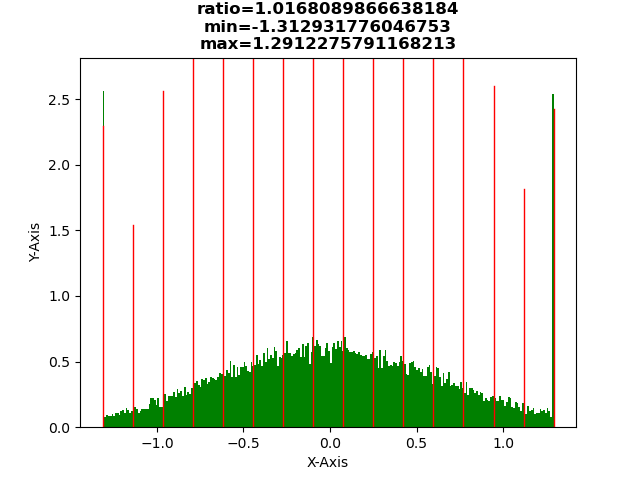 ratio=1.0168089866638184
min=-1.312931776046753
max=1.2912275791168213
2.5
2.0
1.5
1.0
0.5
0.0
−1.0 −0.5 0.0 0.5 1.0
Y-Axis
X-Axis